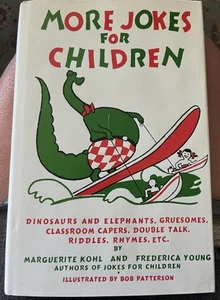 MORE JOKES
FOR
CHILDREN
DINOSAURS AND ELEPHANTS, GRUESOMES,
CLASSROOM CAPERS, DOUBLE TALK,
RIDDLES, RHYMES, ETC.
BY
MARGUERITE KOHL AND FREDERICA YOUNG
AUTHORS OF JOKES FOR CHILDREN
ILLUSTRATED BY BOB PATTERSON